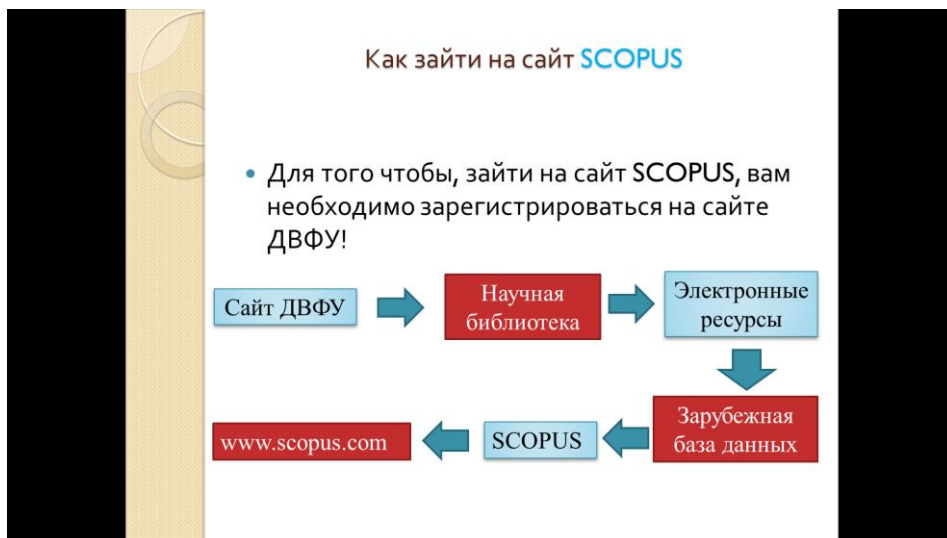 Как зайти на сайт SCOPUS
Для того чтобы, зайти на сайт SCOPUS, вам
необходимо зарегистрироваться на сайте
ДВФУ!
Сайт ДВФУ
Научная
библиотека
Электронные
ресурсы
Зарубежная
база данных
SCOPUS
www.scopus.com